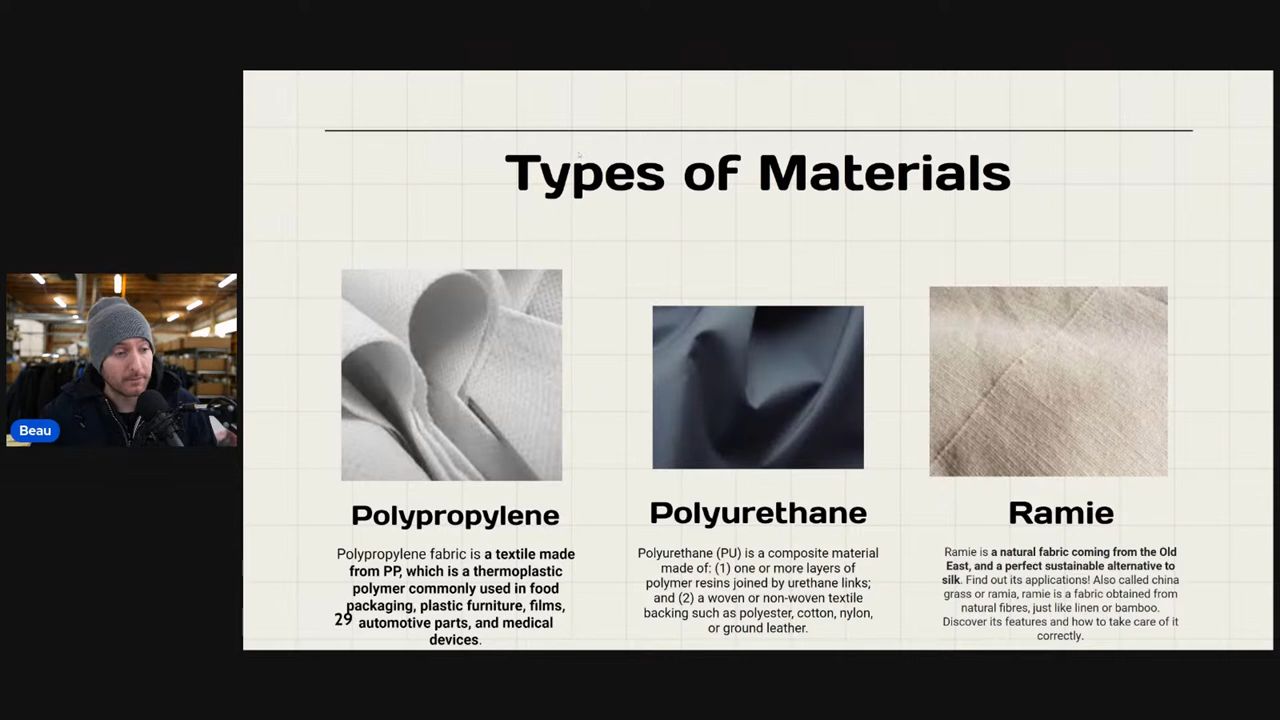 Types of Materials
Beau
Polypropylene
Polypropylene fabric is a textile made
from PP, which is a thermoplastic
polymer commonly used in food
packaging, plastic furniture, films,
automotive parts, and medical
devices.
29
Polyurethane
Polyurethane (PU) is a composite material
made of: (1) one or more layers of
polymer resins joined by urethane links;
and (2) a woven or non-woven textile
backing such as polyester, cotton, nylon,
or ground leather.
Ramie
Ramie is a natural fabric coming from the Old
East, and a perfect sustainable alternative to
silk. Find out its applications! Also called china
grass or ramia, ramie is a fabric obtained from
natural fibres, just like linen or bamboo.
Discover its features and how to take care of it
correctly.